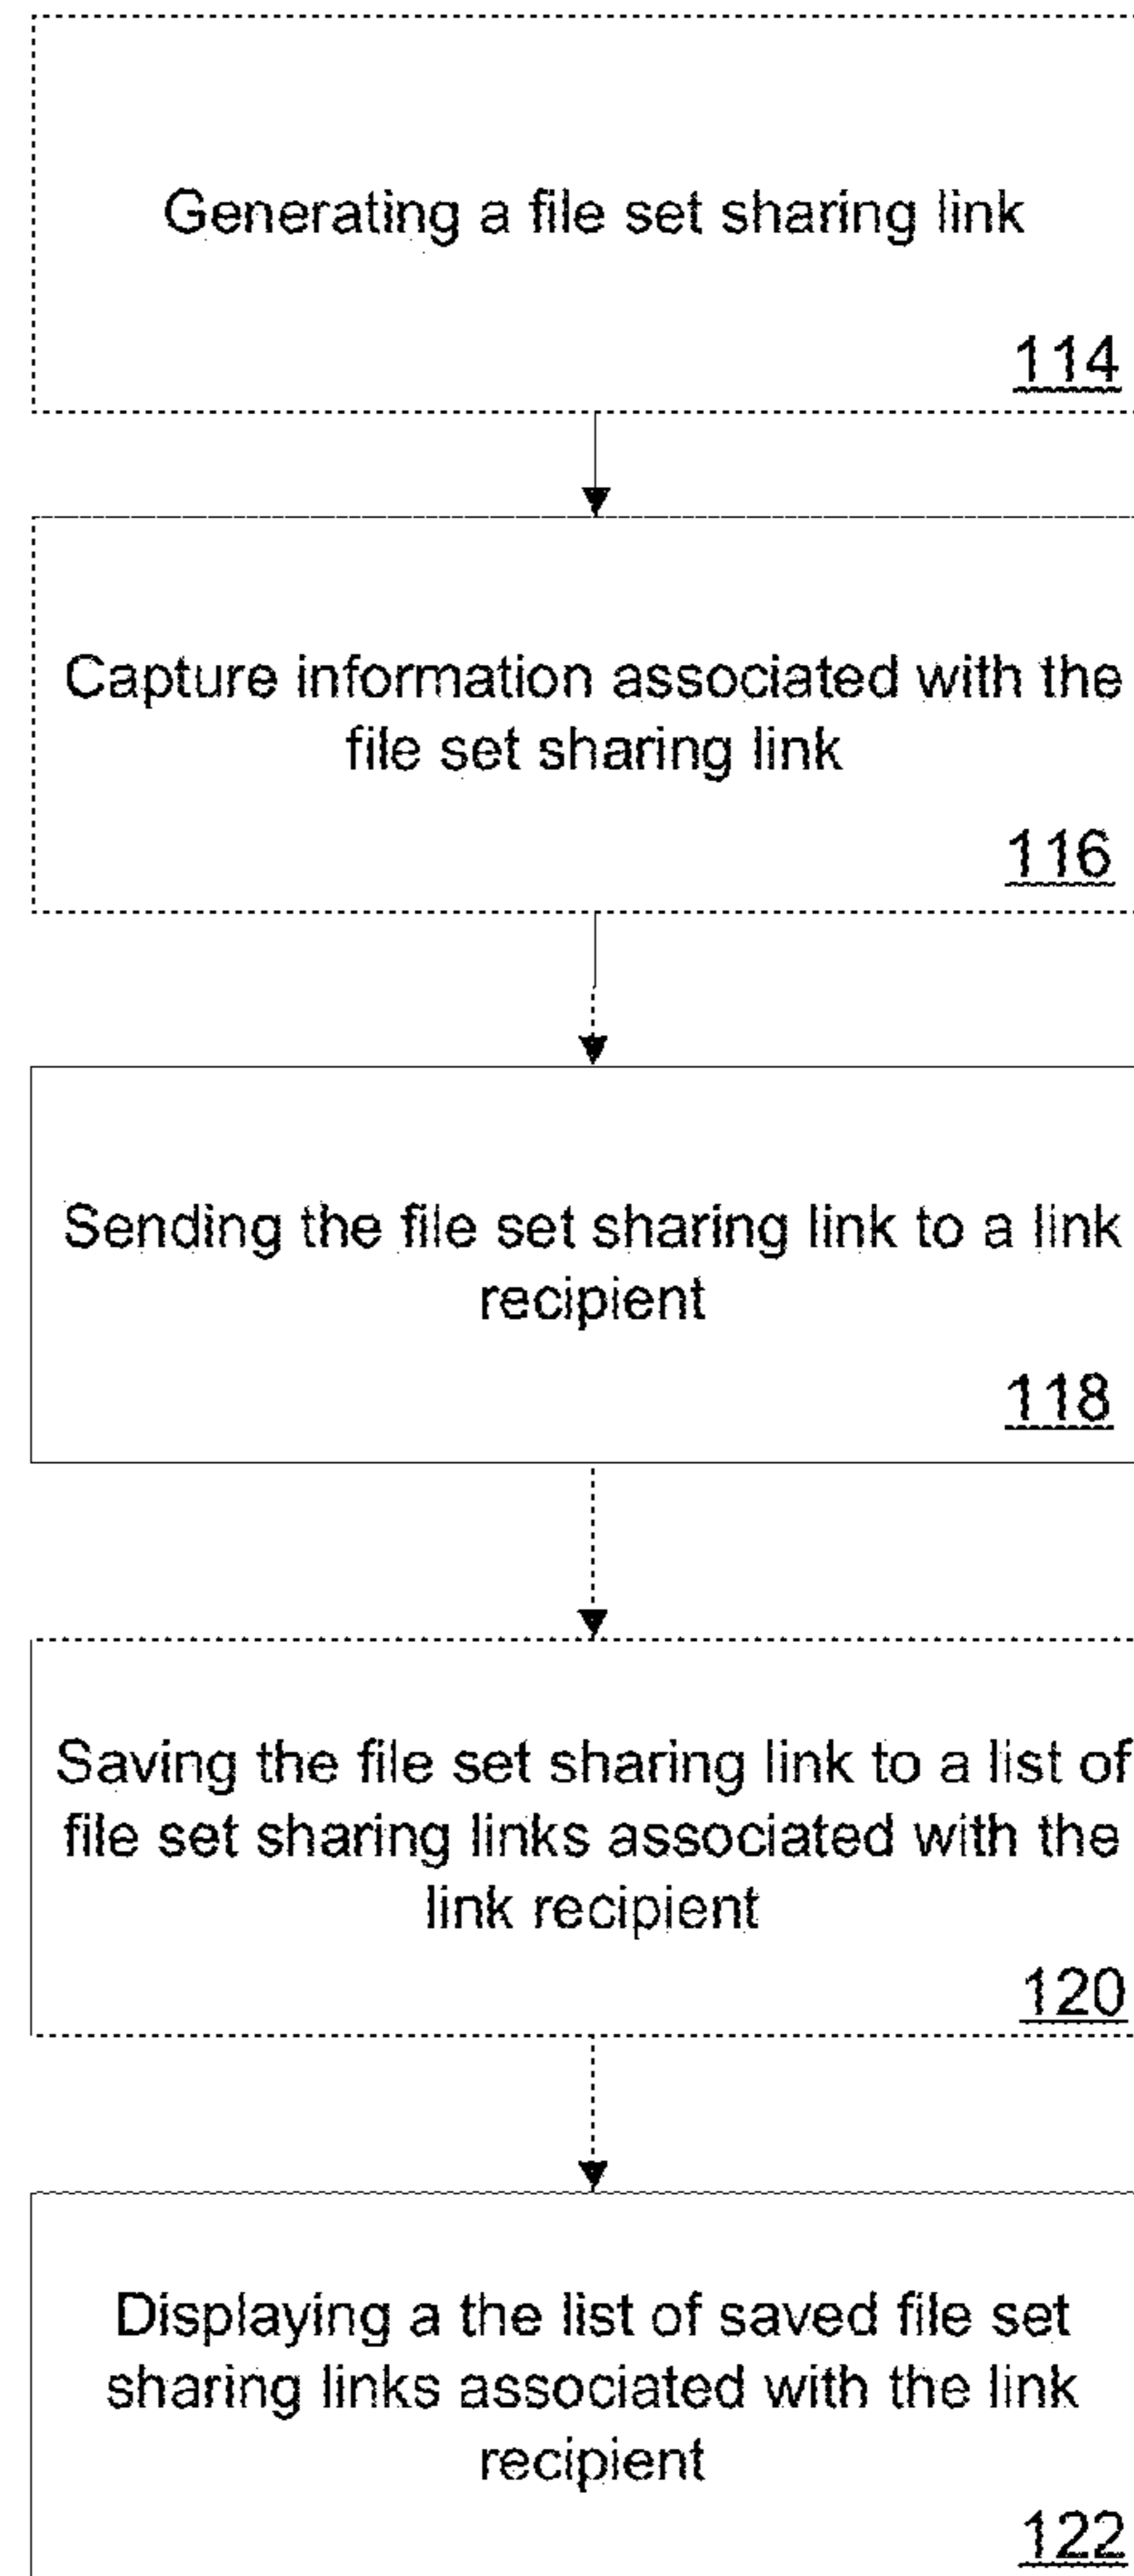 Generating a file set sharing link
114
Capture information associated with the
file set sharing link
116
Sending the file set sharing link to a link
recipient
118
Saving the file set sharing link to a list of
file set sharing links associated with the
link recipient
120
Displaying a the list of saved file set
sharing links associated with the link
recipient
122